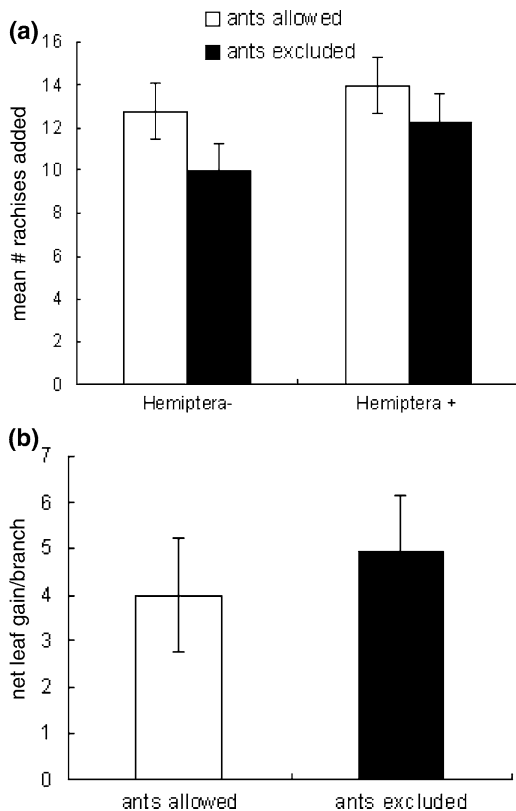 (a)
ants allowed
ants excluded
mean # rachises added
16
14
12
10
8
6
4
2
0
Hemiptera-
Hemiptera +
(b)
net leaf gain/branch
7
6
5
4
3
2
1
0
ants allowed
ants excluded